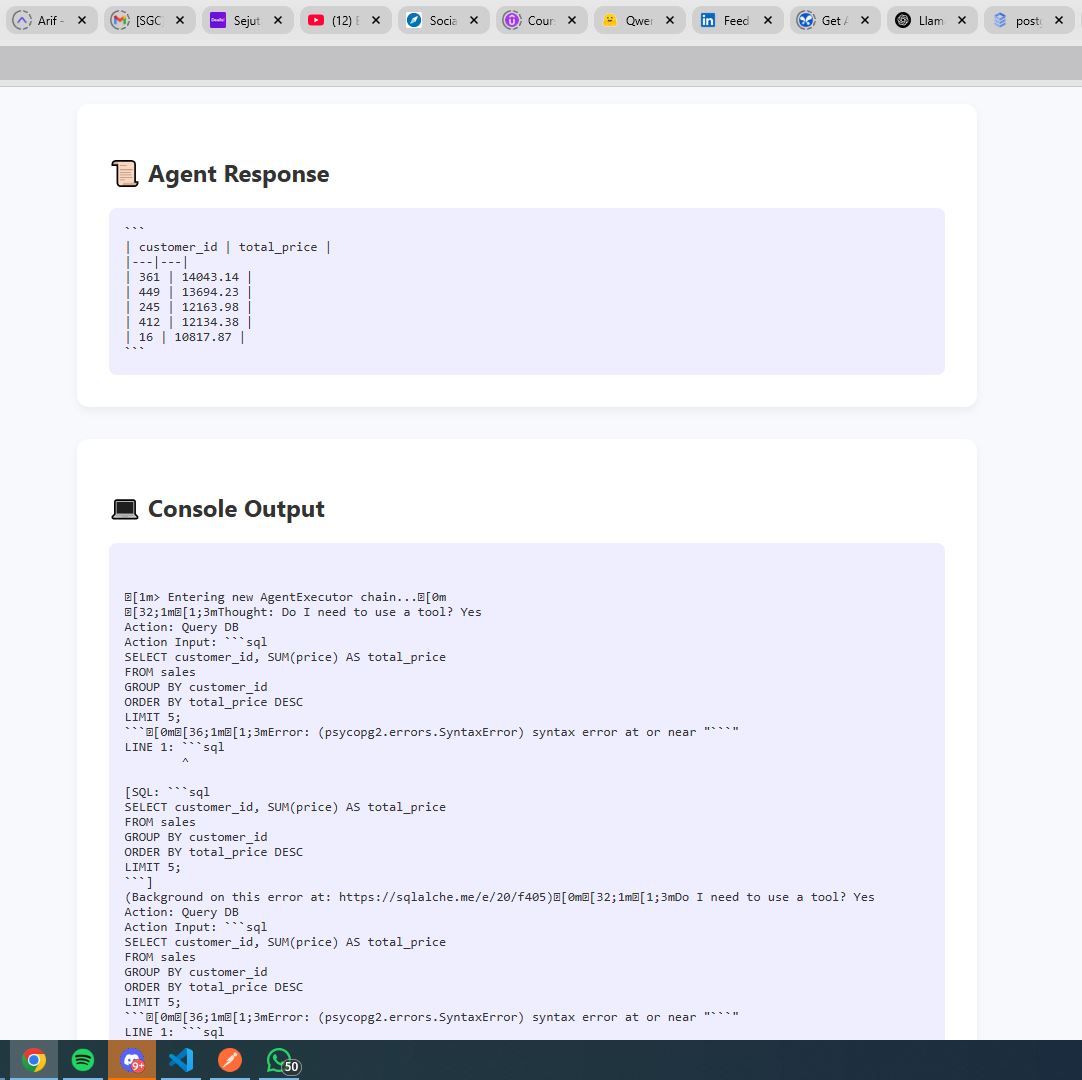 Arif -
[SGC
Sejut
(12) E
Socia
Cour
Qwer
Feed
Get A
Llam
post
Agent Response
```
| customer_id | total_price |
|---|---|
| 361 | 14043.14 |
| 449 | 13694.23 |
| 245 | 12163.98 |
| 412 | 12134.38 |
| 16 | 10817.87 |
```
Console Output
[1m> Entering new AgentExecutor chain...[0m
[32;1m[1;3mThought: Do I need to use a tool? Yes
Action: Query DB
Action Input: ```sql
SELECT customer_id, SUM(price) AS total_price
FROM sales
GROUP BY customer_id
ORDER BY total_price DESC
LIMIT 5;
```[0m[36;1m[1;3mError: (psycopg2.errors.SyntaxError) syntax error at or near "```"
LINE 1: ```sql
^
[SQL: ```sql
SELECT customer_id, SUM(price) AS total_price
FROM sales
GROUP BY customer_id
ORDER BY total_price DESC
LIMIT 5;
```]
(Background on this error at: https://sqlalche.me/e/20/f405)[0m[32;1m[1;3mDo I need to use a tool? Yes
Action: Query DB
Action Input: ```sql
SELECT customer_id, SUM(price) AS total_price
FROM sales
GROUP BY customer_id
ORDER BY total_price DESC
LIMIT 5;
```[0m[36;1m[1;3mError: (psycopg2.errors.SyntaxError) syntax error at or near "```"
LINE 1: ```sql
9+
50